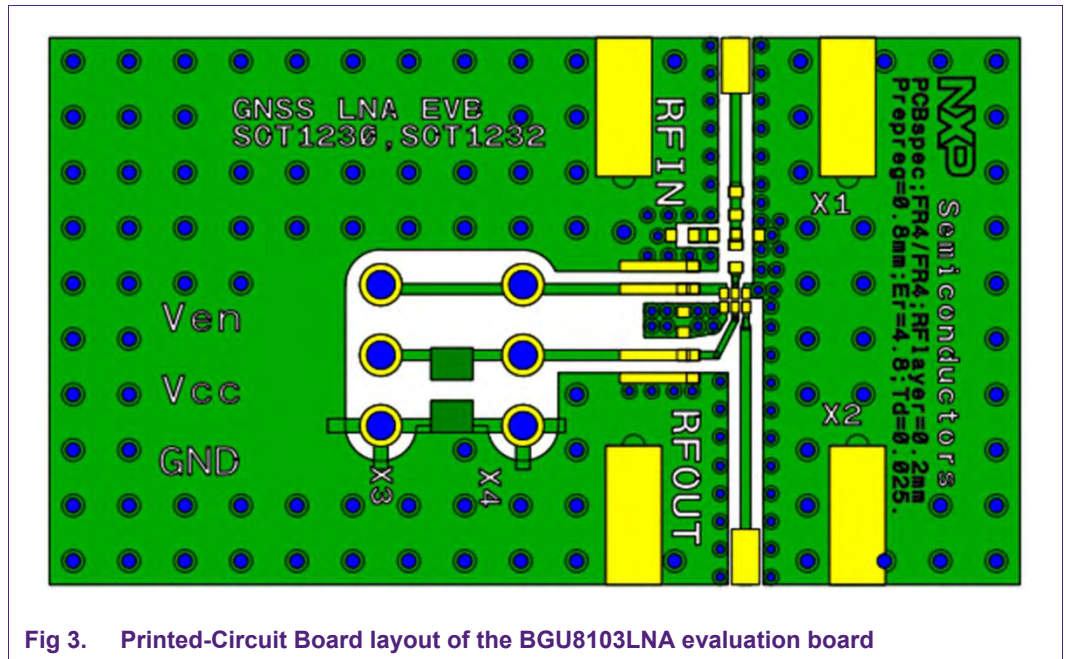 GNSS LNA EVB
SOT1230,SOT1232
RFIN
X1
NXP Semiconductors
PCBspec;FR4/FR4;RFlayer=0.2mm
Prepreg=0.8mm;Er=4.8;Td=0.025.
Ven
Vcc
GND
X3
X4
RFOUT
X2
Fig 3. Printed-Circuit Board layout of the BGU8103LNA evaluation board